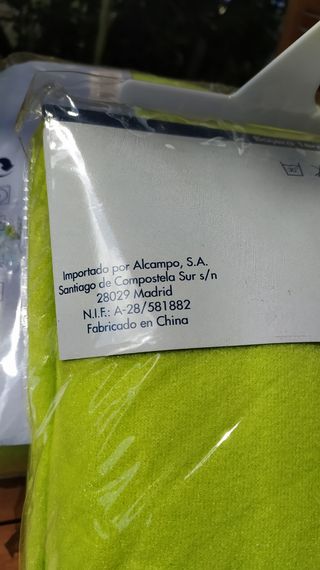 Importado por Alcampo, S.A.
Santiago de Compostela Sur s/n
28029 Madrid
N.I.F.: A-28/581882
Fabricado en China